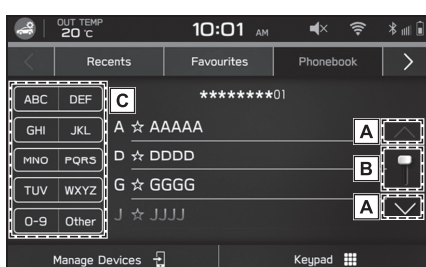 OUT TEMP
20 °C
10:01 AM
Recents Favourites Phonebook
ABC DEF C ********01
GHI JKL A ☆ AAAAA A
MNO PQRS D ☆ DDDD B
TUV WXYZ G ☆ GGGG
0-9 Other J ☆ JJJJ A
Manage Devices Keypad